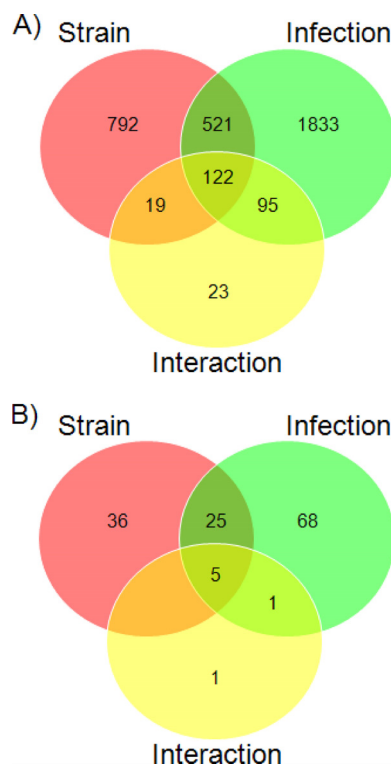 A)
Strain Infection
792 521 1833
122
19 95
23
Interaction
B)
Strain Infection
36 25 68
5
1
1
Interaction